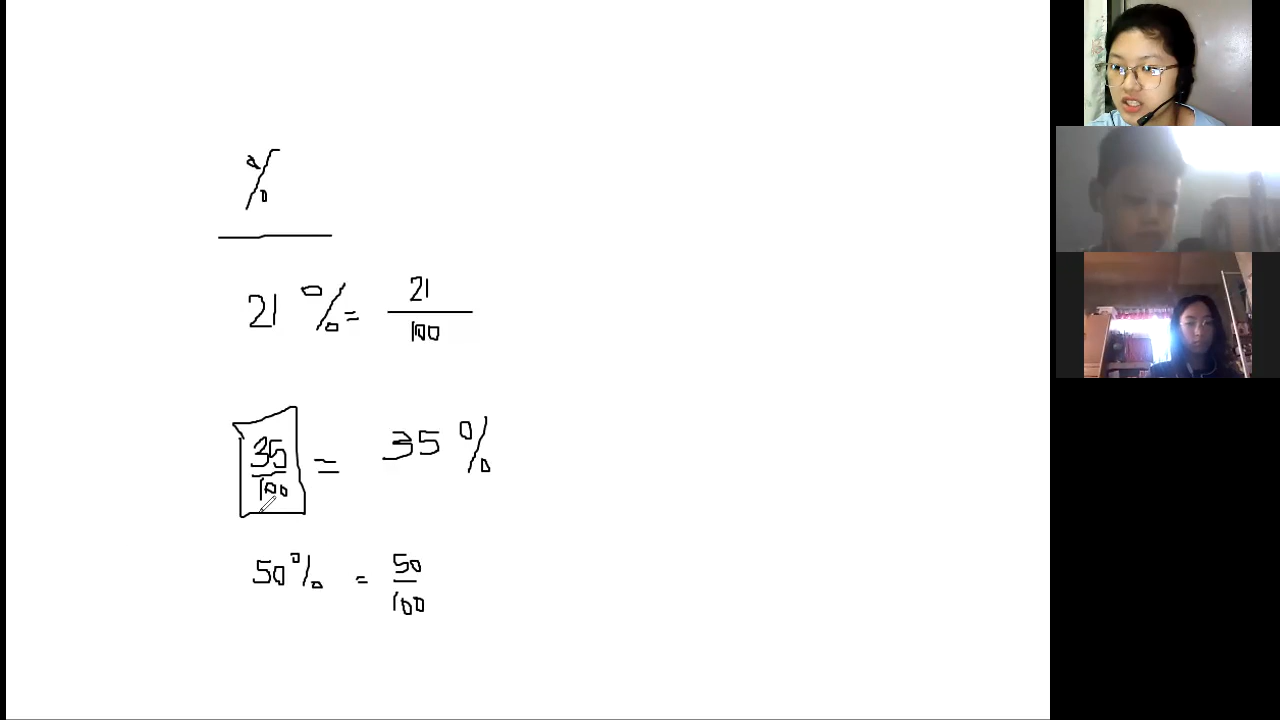 %
21 % = 21/100
35/100 = 35 %
50% = 50/100